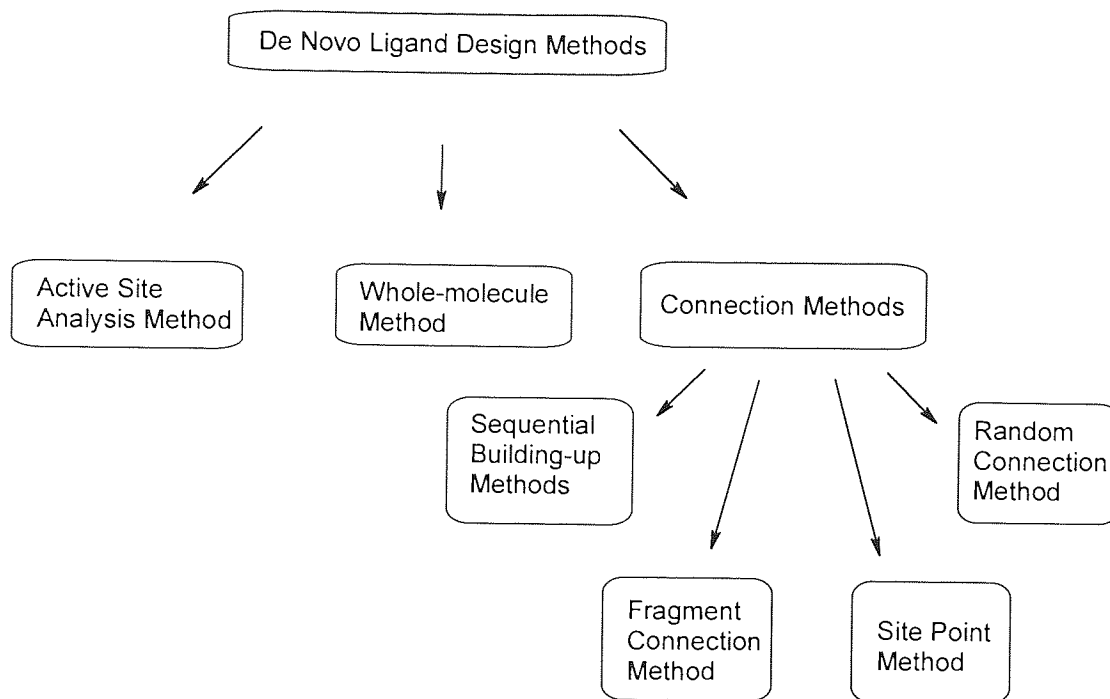 De Novo Ligand Design Methods
Active Site
Analysis Method
Whole-molecule
Method
Connection Methods
Sequential
Building-up
Methods
Random
Connection
Method
Fragment
Connection
Method
Site Point
Method